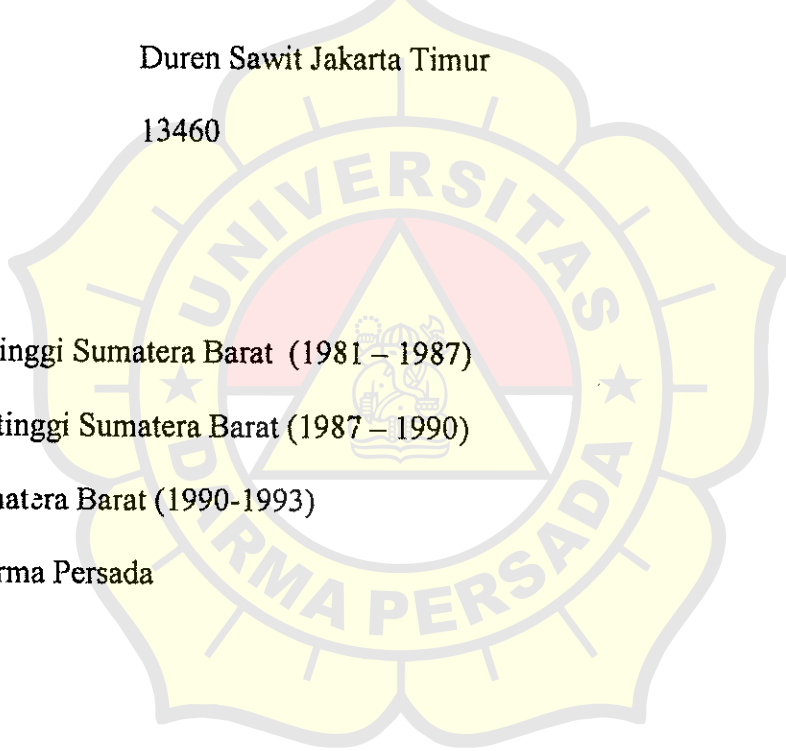 Duren Sawit Jakarta Timur
13460
UNIVERSITAS
inggi Sumatera Barat (1981 – 1987)
tinggi Sumatera Barat (1987 – 1990)
natera Barat (1990-1993)
rma Persada
DARMA PERSADA